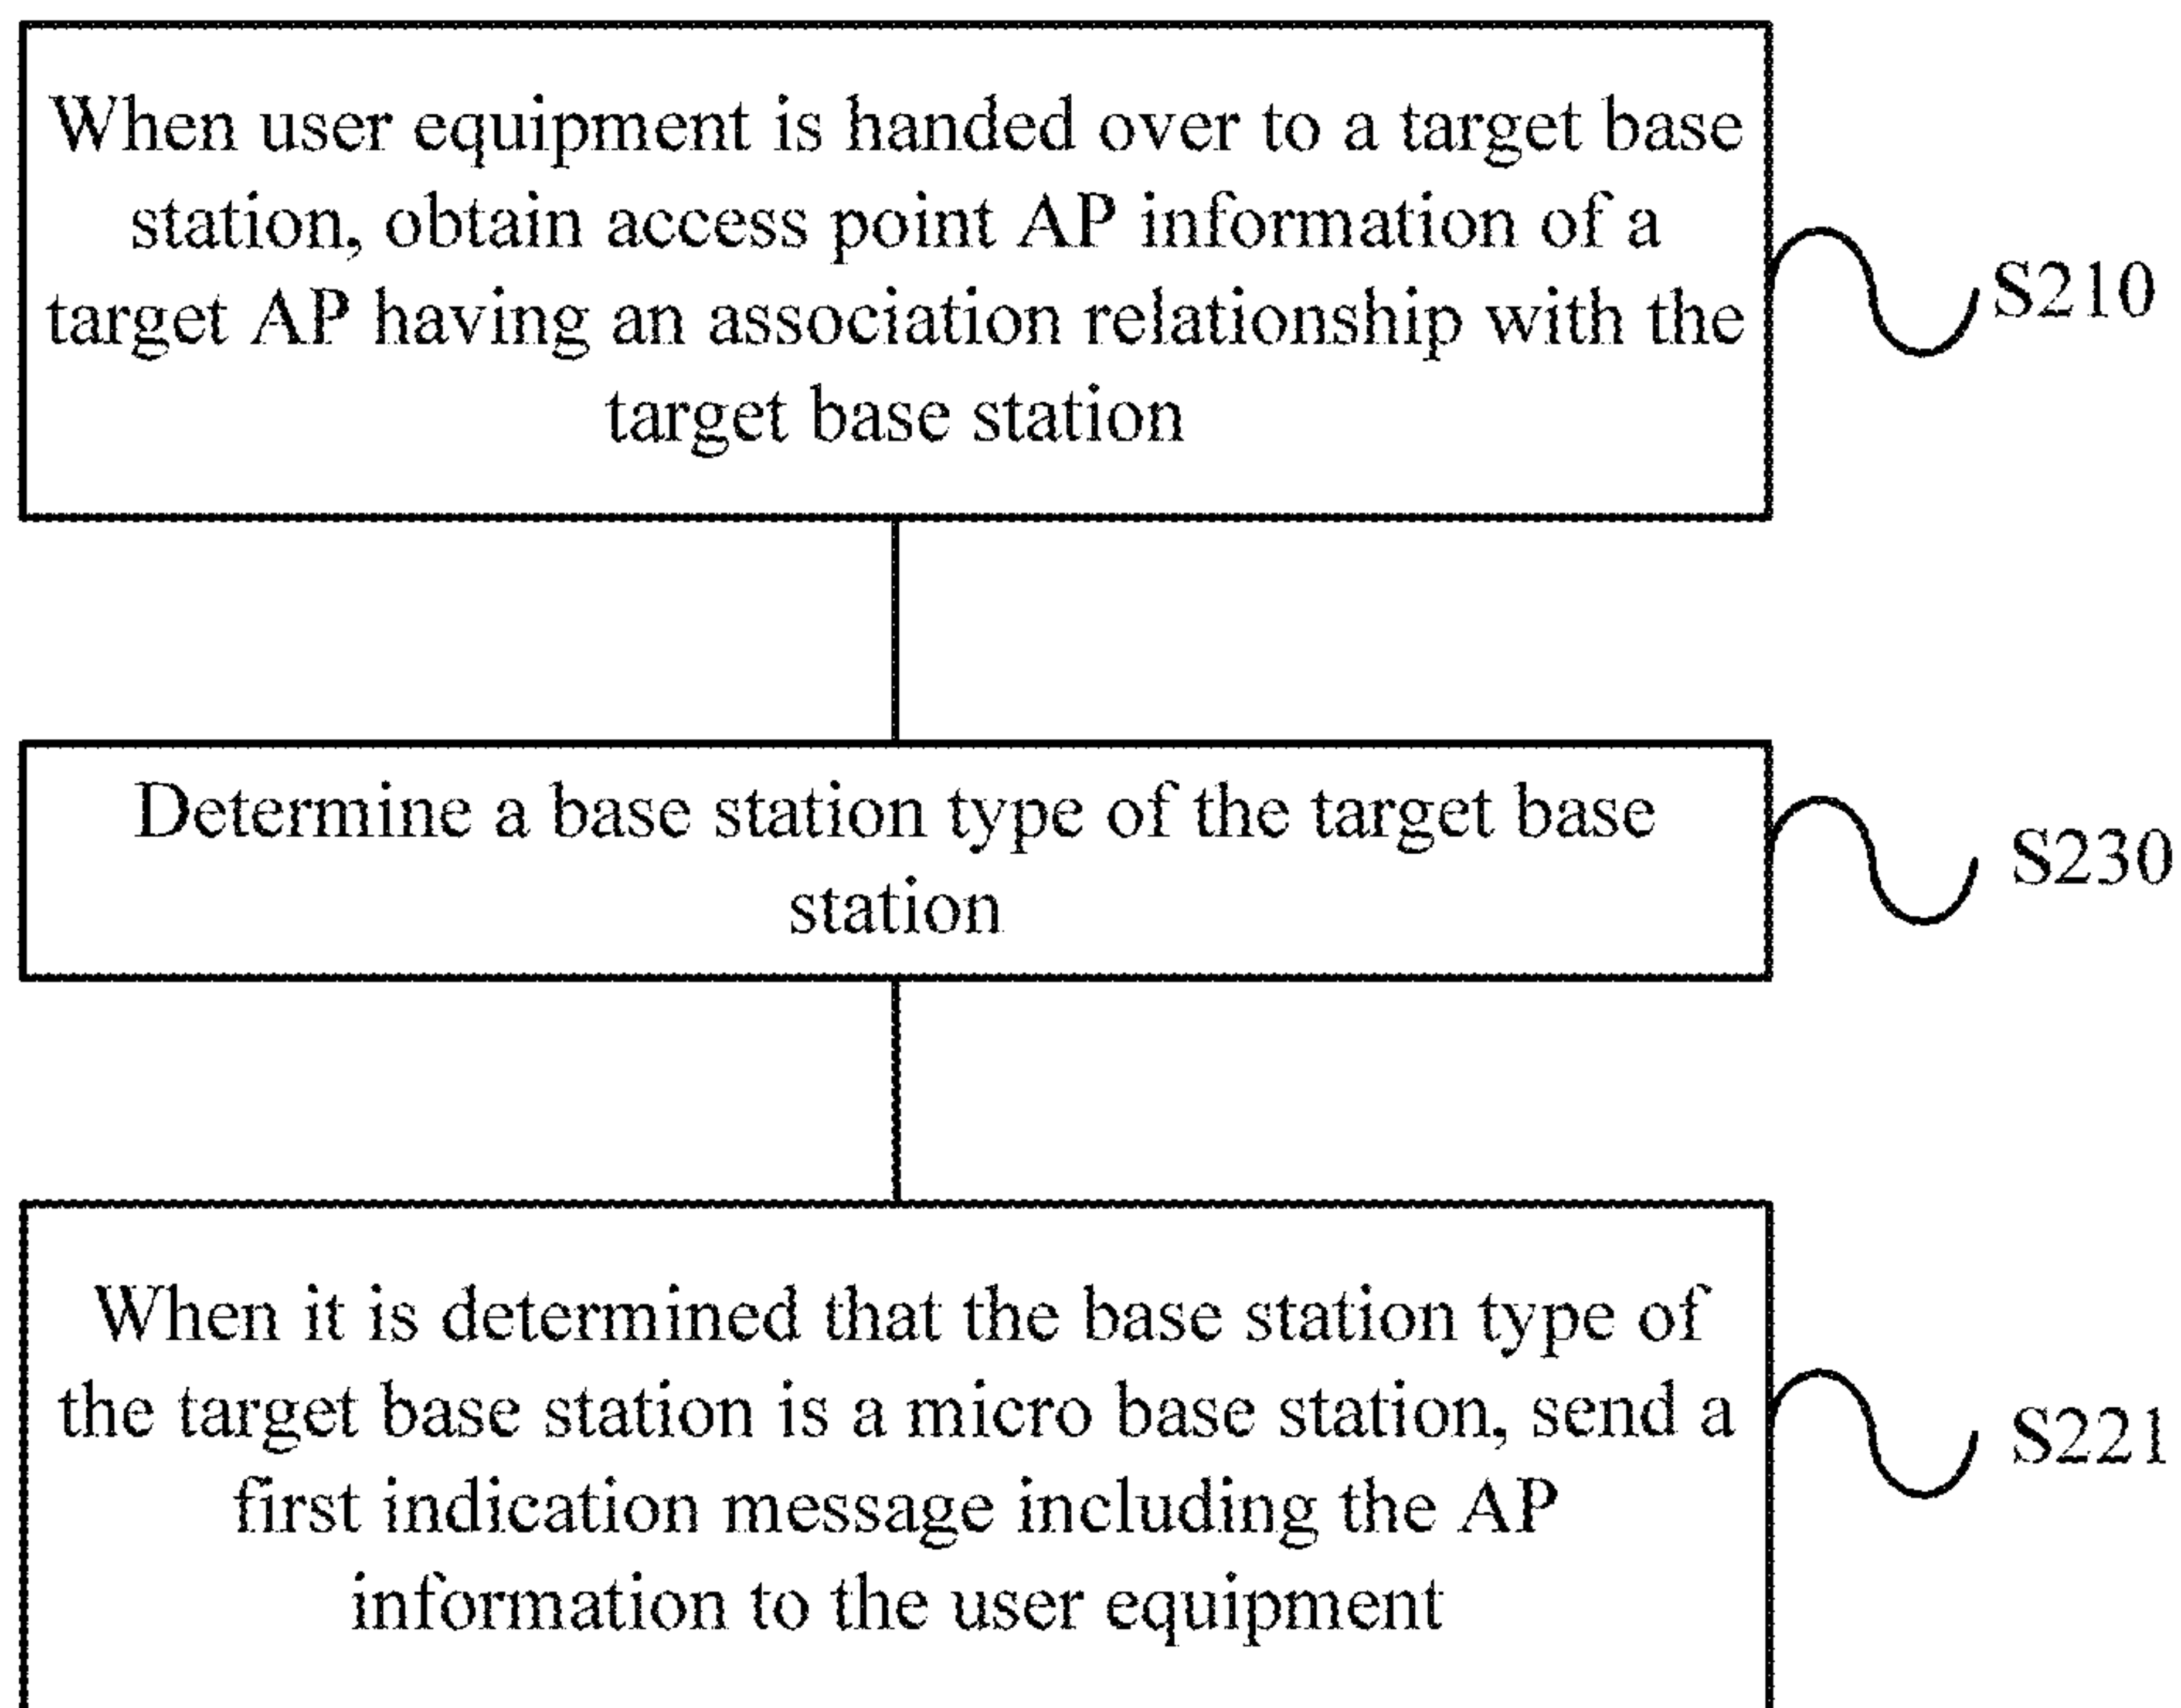 When user equipment is handed over to a target base
station, obtain access point AP information of a
target AP having an association relationship with the
target base station
S210
Determine a base station type of the target base
station
S230
When it is determined that the base station type of
the target base station is a micro base station, send a
first indication message including the AP
information to the user equipment
S221